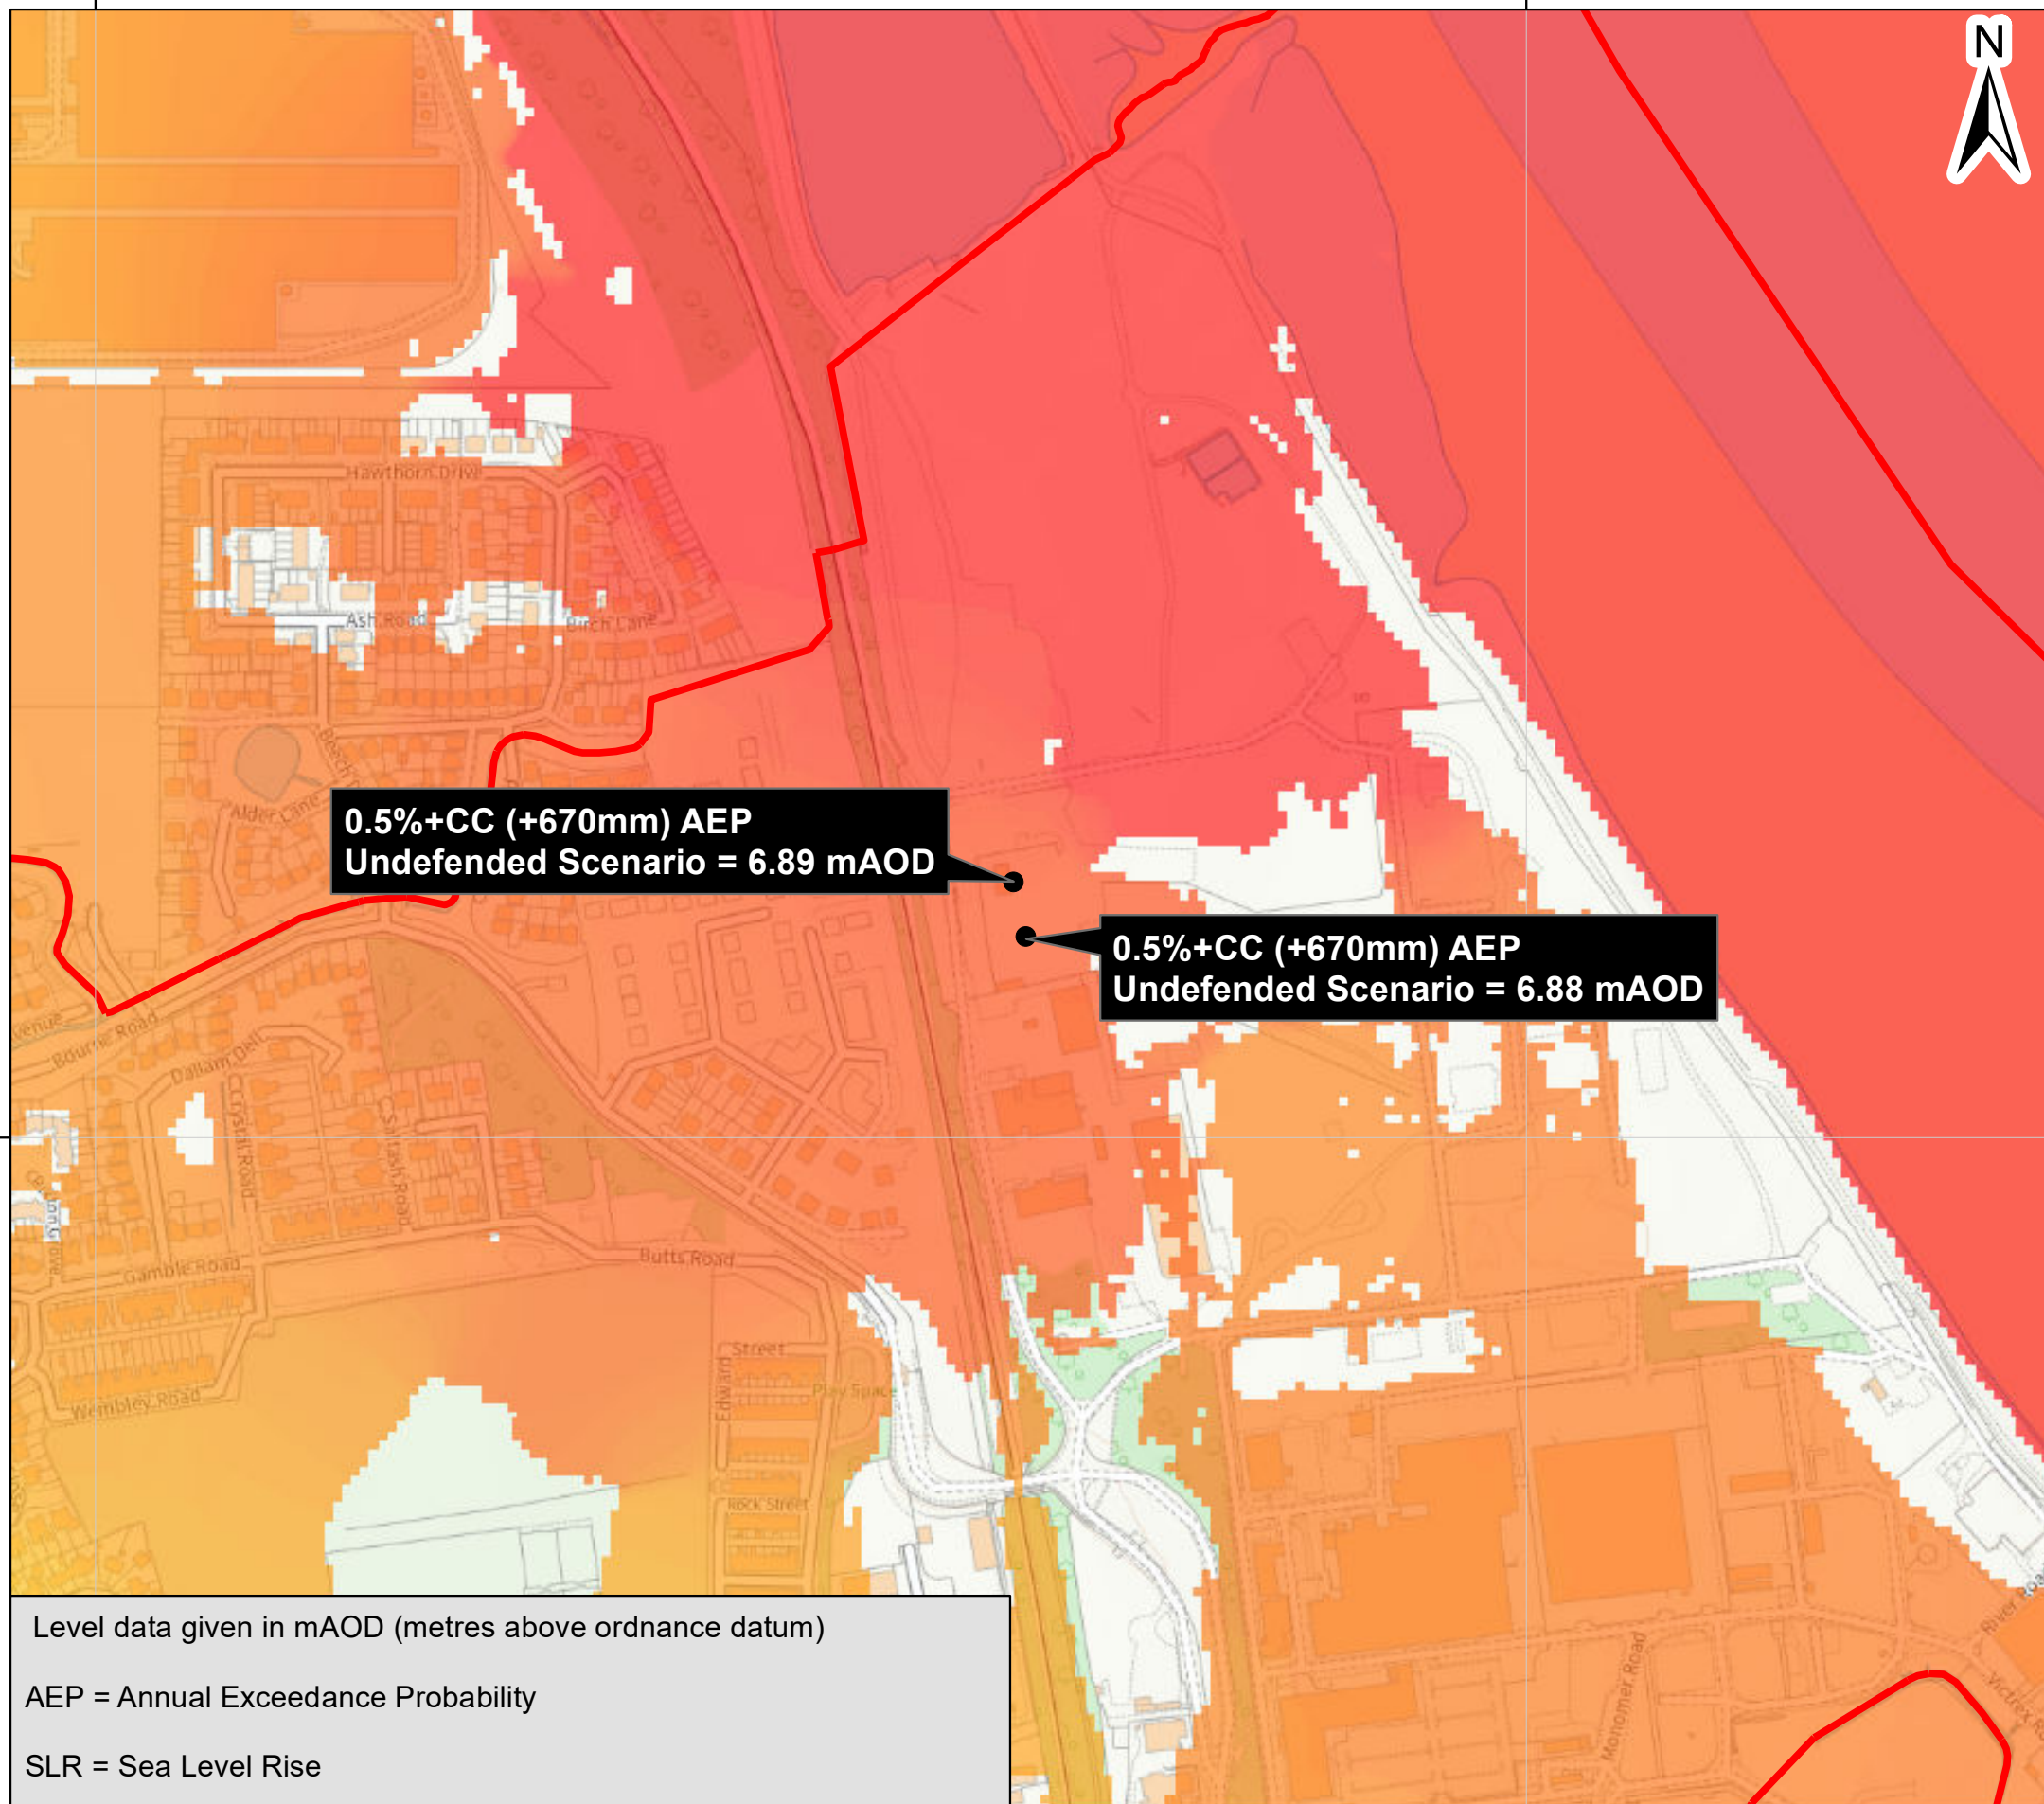 N
Hawthorn Drive
Ash Road
Birch Lane
Alder Lane
0.5%+CC (+670mm) AEP
Undefended Scenario = 6.89 mAOD
0.5%+CC (+670mm) AEP
Undefended Scenario = 6.88 mAOD
Bourne Road
Dallam Dell
Crystal Road
Saltash Road
Gamble Road
Butts Road
Wembley Road
Edward
Street
Play Space
Rock Street
River Road
Monomer Road
Level data given in mAOD (metres above ordnance datum)
AEP = Annual Exceedance Probability
SLR = Sea Level Rise